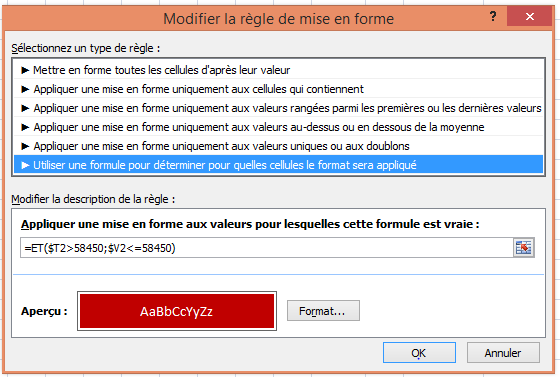 Modifier la règle de mise en forme
?
Sélectionnez un type de règle :
► Mettre en forme toutes les cellules d'après leur valeur
► Appliquer une mise en forme uniquement aux cellules qui contiennent
► Appliquer une mise en forme uniquement aux valeurs rangées parmi les premières ou les dernières valeurs
► Appliquer une mise en forme uniquement aux valeurs au-dessus ou en dessous de la moyenne
► Appliquer une mise en forme uniquement aux valeurs uniques ou aux doublons
► Utiliser une formule pour déterminer pour quelles cellules le format sera appliqué
Modifier la description de la règle :
Appliquer une mise en forme aux valeurs pour lesquelles cette formule est vraie :
=ET($T2>58450;$V2<=58450)
Aperçu : AaBbCcYyZz Format...
OK Annuler